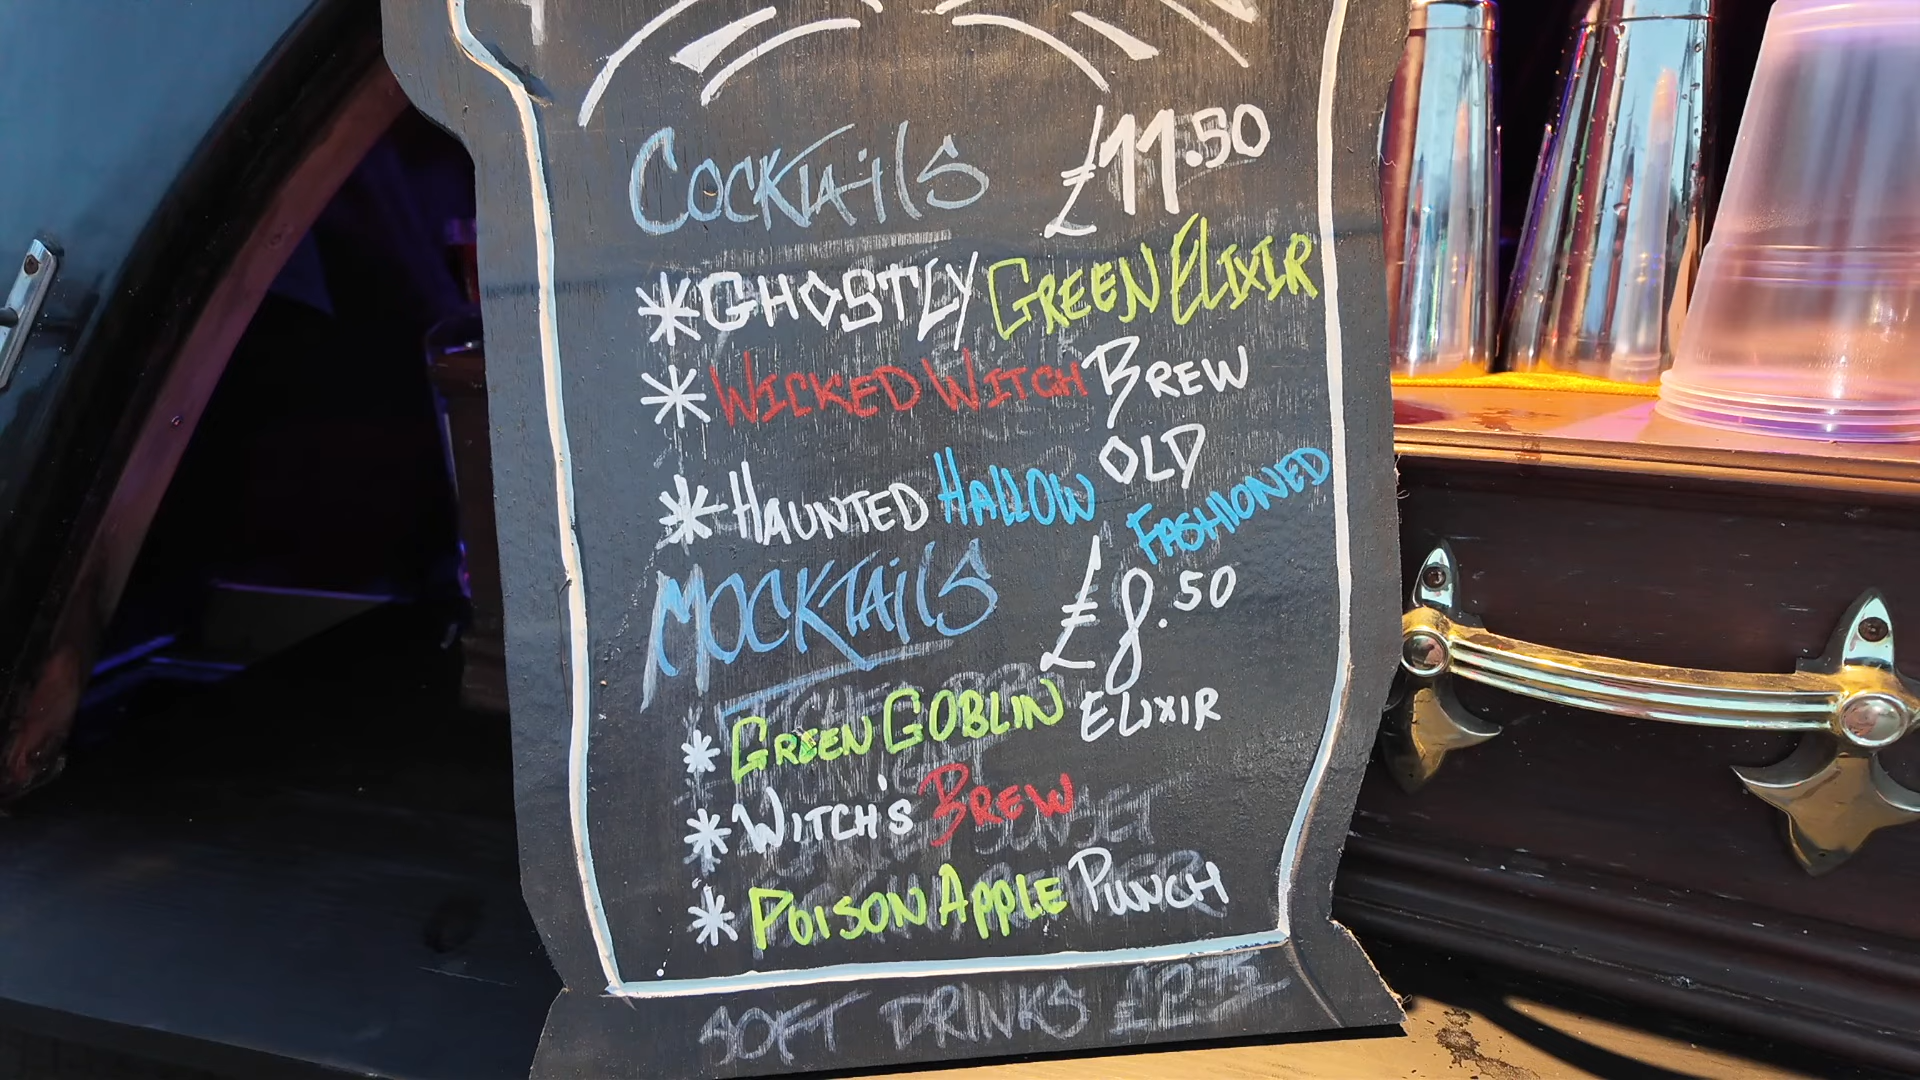 Cocktails £11.50
*GHOSTLY GREEN ELIXIR
*WICKED WITCH BREW
*HAUNTED HALLOW OLD FASHIONED
MOCKTAils £8.50
*GREEN GOBLIN ELIXIR
*WITCH'S BREW
*POISON APPLE PUNCH
SOFT DRINKS